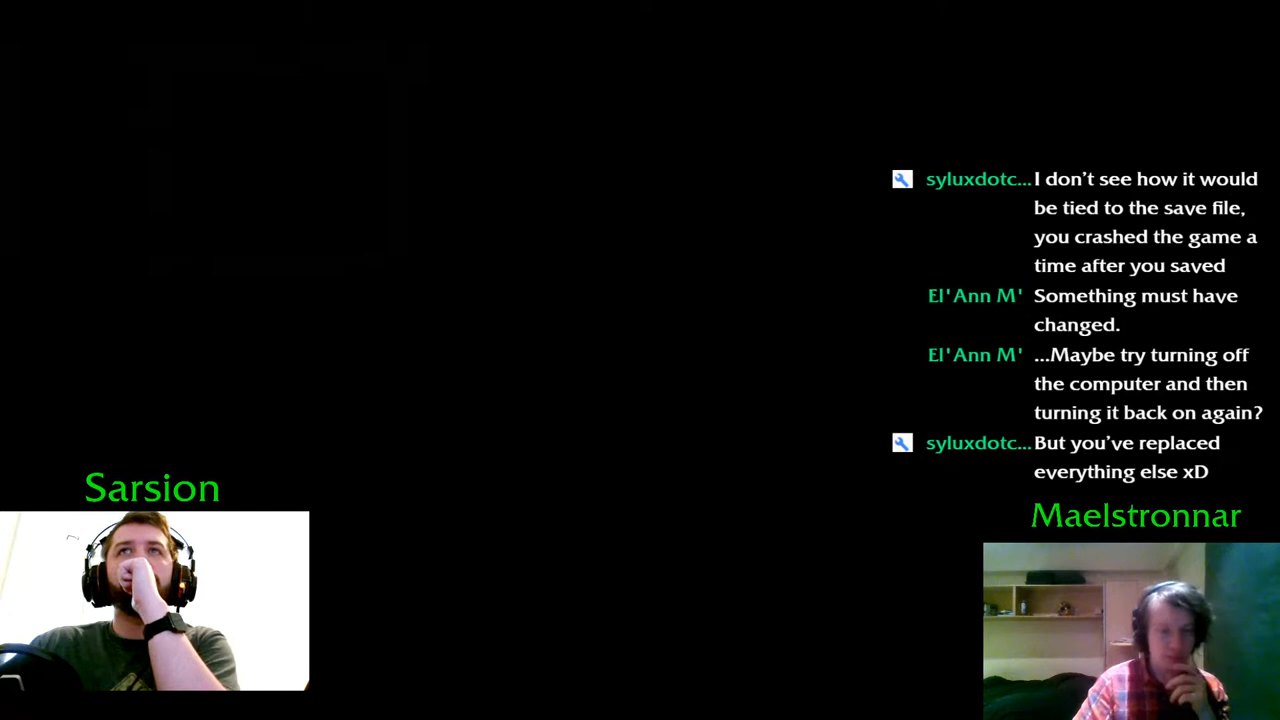 syluxdotc... I don't see how it would
be tied to the save file,
you crashed the game a
time after you saved
El'Ann M' Something must have
changed.
El'Ann M' ...Maybe try turning off
the computer and then
turning it back on again?
syluxdotc... But you've replaced
everything else xD
Sarsion
Maelstronnar